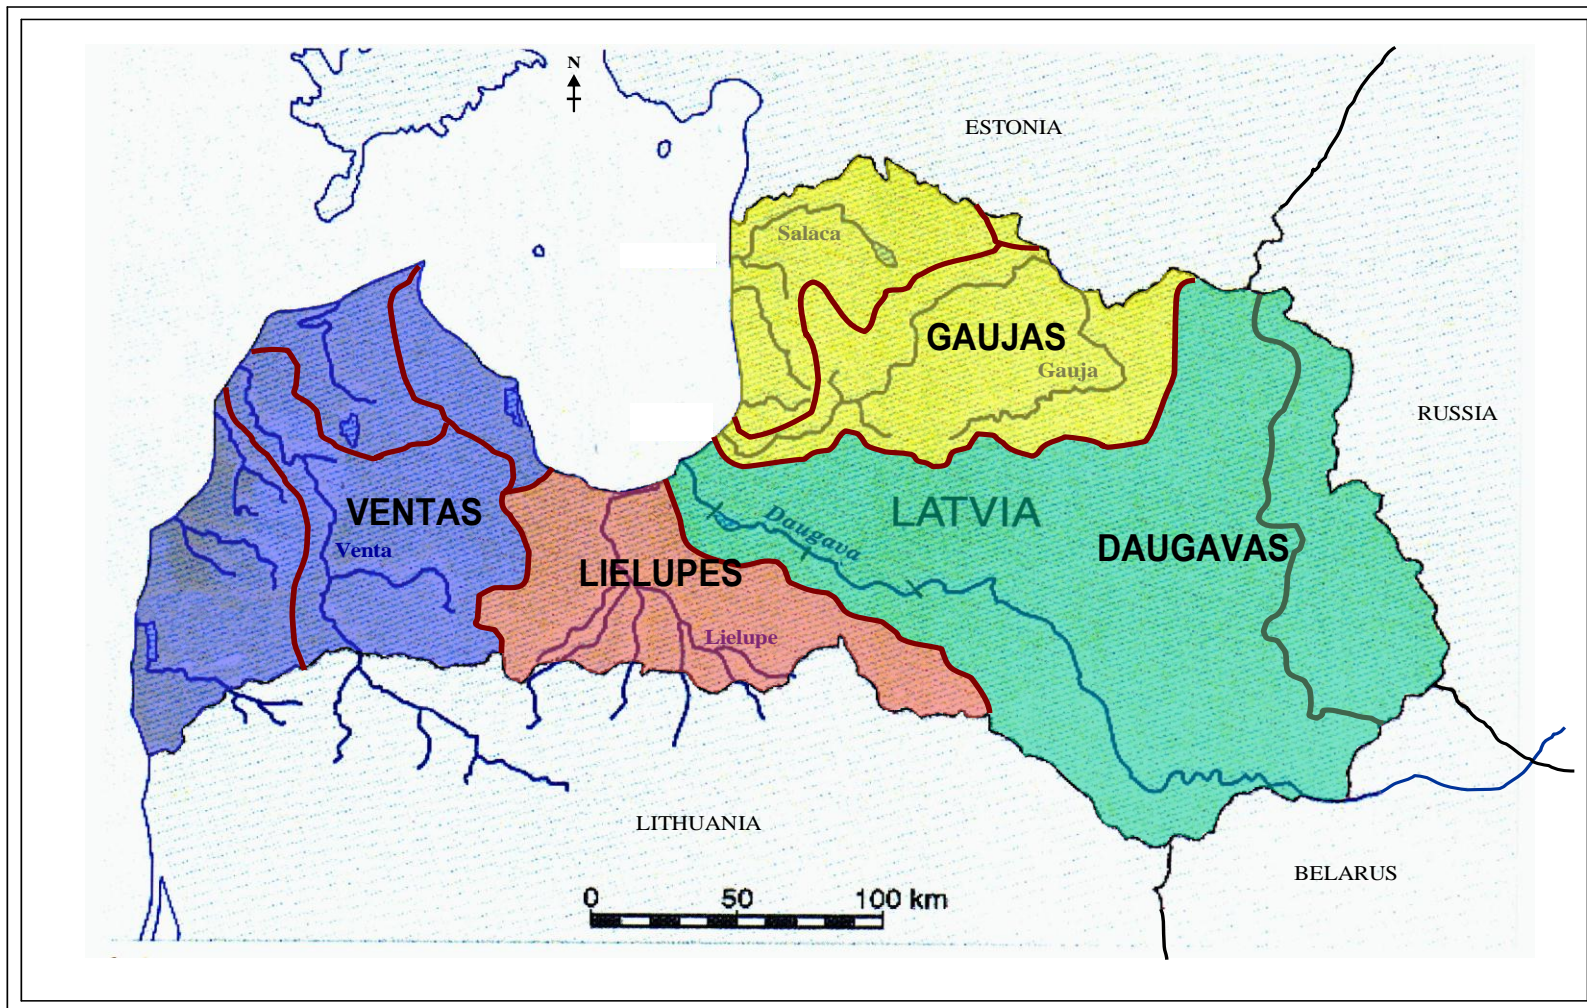 N
ESTONIA
Salaca
GAUJAS
Gauja
RUSSIA
VENTAS
Venta
LATVIA
Daugava
DAUGAVAS
LIELUPES
Lielupe
LITHUANIA
BELARUS
0 50 100 km